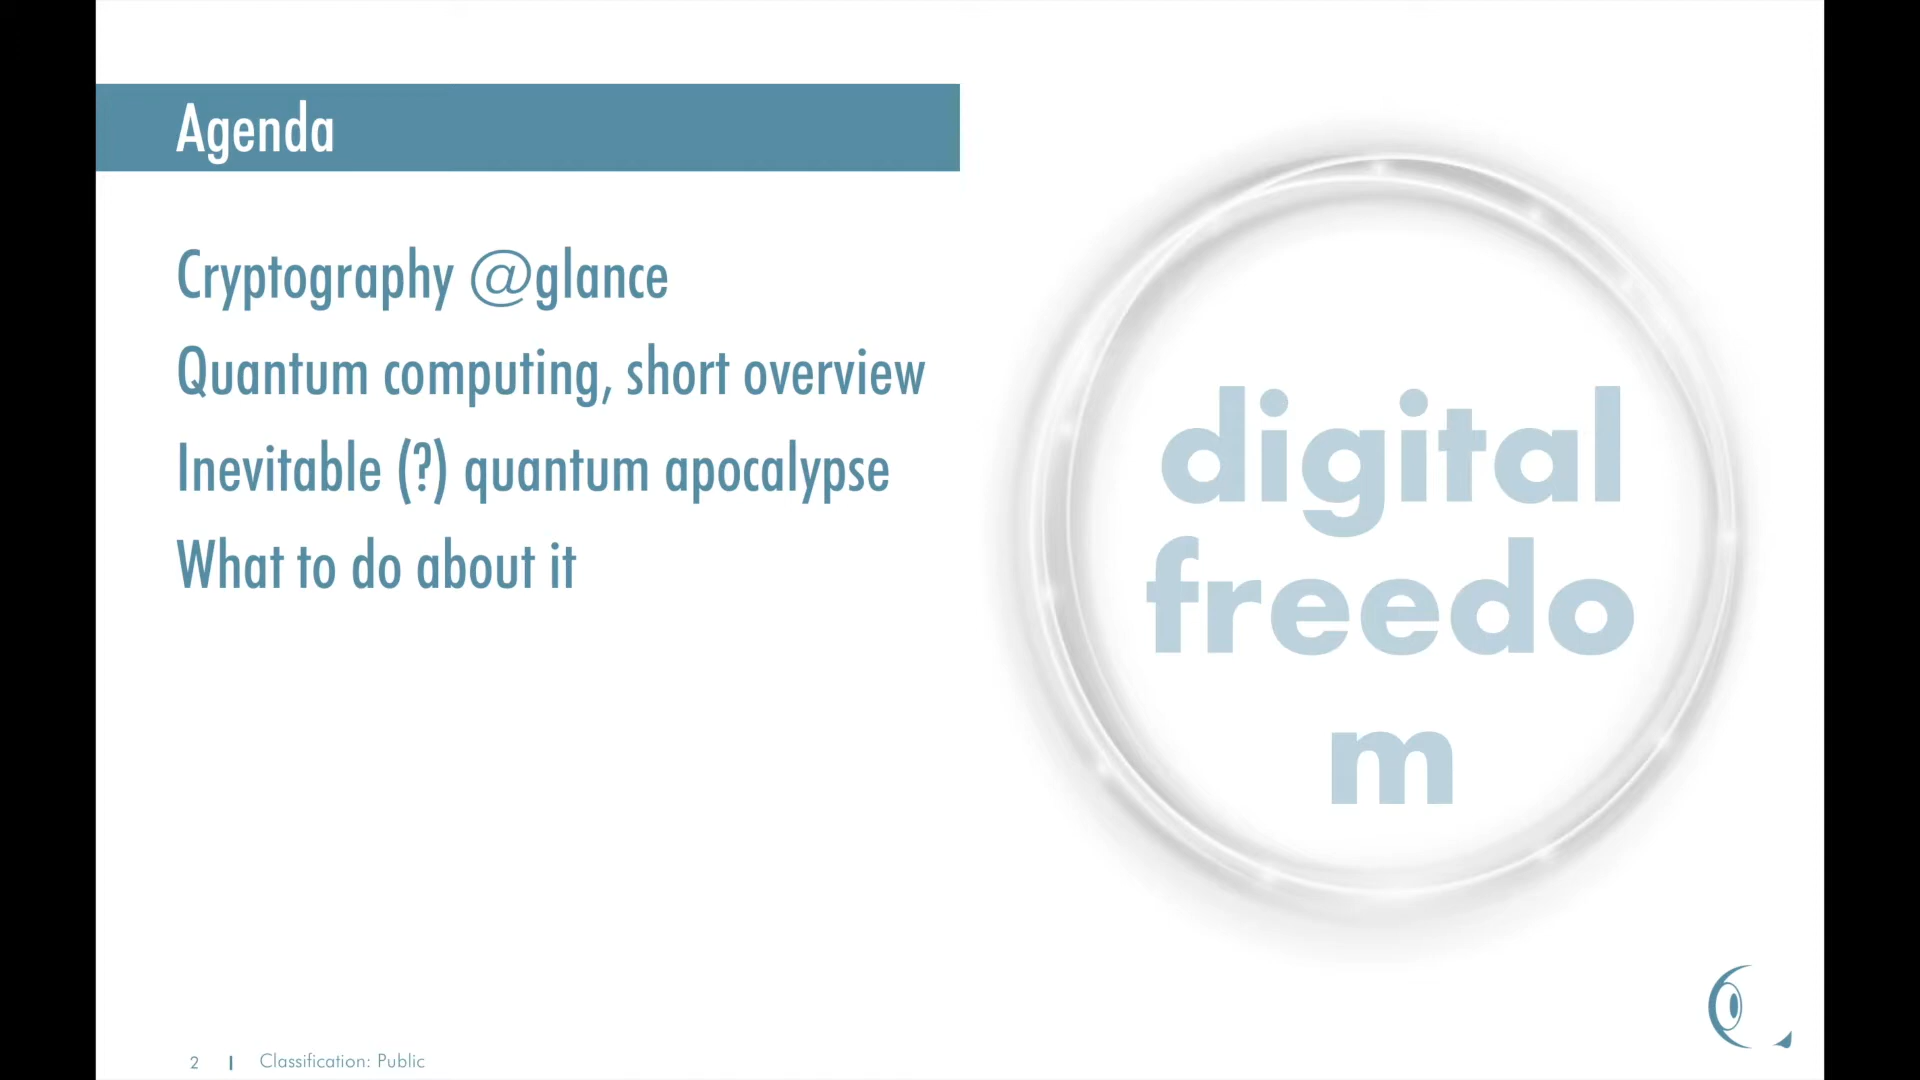 Agenda
Cryptography @glance
Quantum computing, short overview
Inevitable (?) quantum apocalypse
What to do about it
digital
freedo
m
2 | Classification: Public